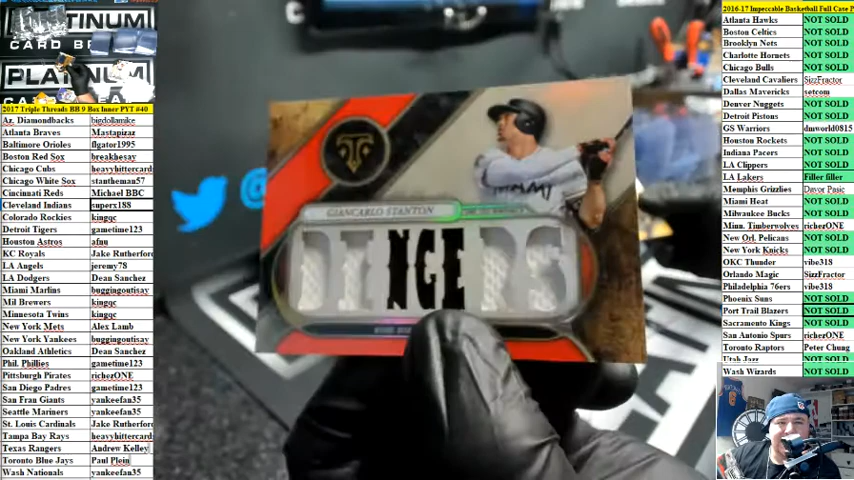 PLATINUM
CARD BR
PLATINUM
CARD
2017 Triple Threads BB 9 Box Inner PYT #40
Az. Diamondbacks bigdollamike
Atlanta Braves Mastapizaz
Baltimore Orioles flgator1995
Boston Red Sox breakhesay
Chicago Cubs heavyhittercard
Chicago White Sox stantheman57
Cincinnati Reds Michael BBC
Cleveland Indians superx188
Colorado Rockies kingqc
Detroit Tigers gametime123
Houston Astros afnu
KC Royals Jake Rutherford
LA Angels jeremy78
LA Dodgers Dean Sanchez
Miami Marlins buggingoutisay
Mil Brewers kingqc
Minnesota Twins kingqc
New York Mets Alex Lamb
New York Yankees buggingoutisay
Oakland Athletics Dean Sanchez
Phil. Phillies gametime123
Pittsburgh Pirates richerONE
San Diego Padres gametime123
San Fran Giants yankeefan35
Seattle Mariners yankeefan35
St. Louis Cardinals Jake Rutherford
Tampa Bay Rays heavyhittercard
Texas Rangers Andrew Kelley
Toronto Blue Jays Paul Plein
Wash Nationals yankeefan35
@
MIAMI
GIANCARLO STANTON
DINGERS
2016-17 Impeccable Basketball Full Case P
Atlanta Hawks NOT SOLD
Boston Celtics NOT SOLD
Brooklyn Nets NOT SOLD
Charlotte Hornets NOT SOLD
Chicago Bulls NOT SOLD
Cleveland Cavaliers SizzFractor
Dallas Mavericks setcom
Denver Nuggets NOT SOLD
Detroit Pistons NOT SOLD
GS Warriors dmworld0815
Houston Rockets NOT SOLD
Indiana Pacers NOT SOLD
LA Clippers NOT SOLD
LA Lakers Filler filler
Memphis Grizzlies Davor Pasic
Miami Heat NOT SOLD
Milwaukee Bucks NOT SOLD
Minn. Timberwolves richerONE
New Orl. Pelicans NOT SOLD
New York Knicks NOT SOLD
OKC Thunder vibe318
Orlando Magic SizzFractor
Philadelphia 76ers vibe318
Phoenix Suns NOT SOLD
Port Trail Blazers NOT SOLD
Sacramento Kings NOT SOLD
San Antonio Spurs richerONE
Toronto Raptors Peter Chung
Utah Jazz NOT SOLD
Wash Wizards NOT SOLD